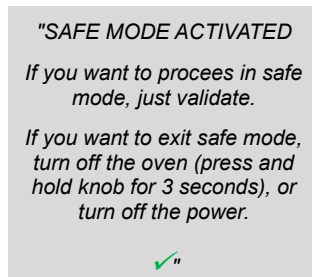 "SAFE MODE ACTIVATED
If you want to procees in safe
mode, just validate.
If you want to exit safe mode,
turn off the oven (press and
hold knob for 3 seconds), or
turn off the power.
✓"